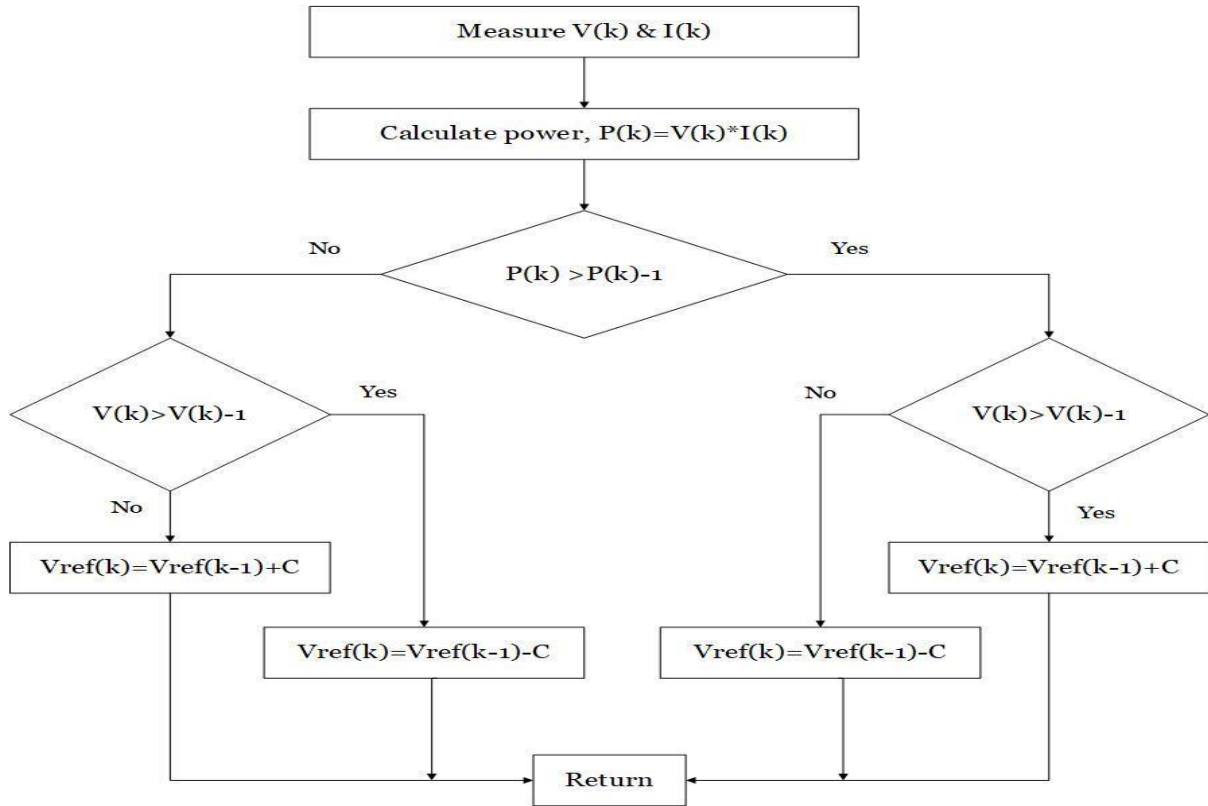 Measure V(k) & I(k)
Calculate power, P(k)=V(k)*I(k)
No
Yes
P(k) >P(k)-1
V(k)>V(k)-1
Yes
No
V(k)>V(k)-1
No
Yes
Vref(k)=Vref(k-1)+C
Vref(k)=Vref(k-1)+C
Vref(k)=Vref(k-1)-C
Vref(k)=Vref(k-1)-C
Return